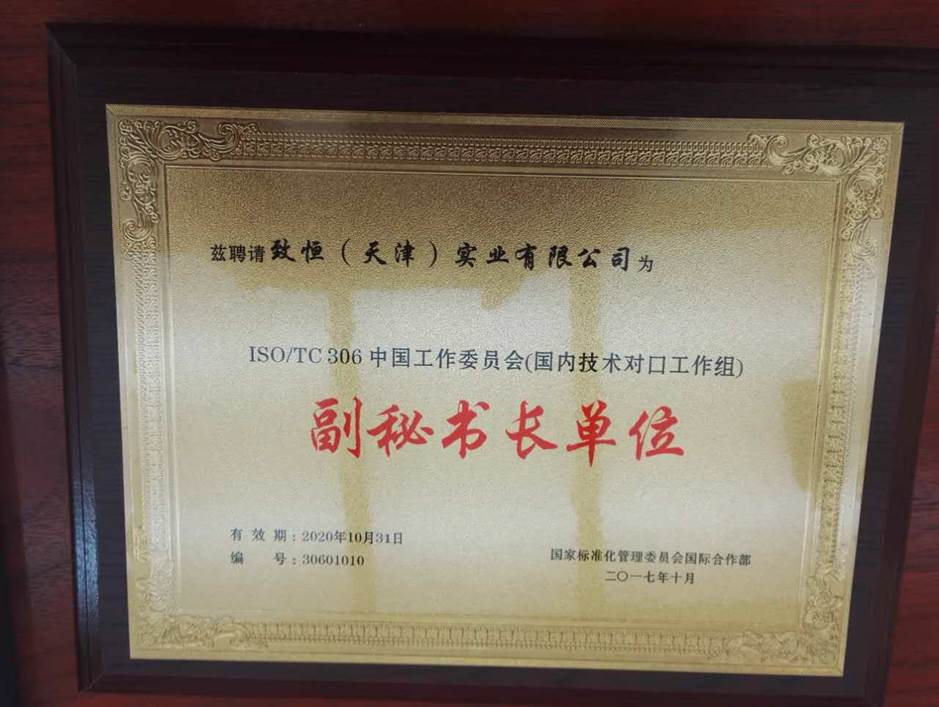 兹聘请致恒（天津）实业有限公司为
ISO/TC 306 中国工作委员会(国内技术对口工作组)
副秘书长单位
有 效 期：2020年10月31日
编 号：30601010
国家标准化管理委员会国际合作部
二〇一七年十月